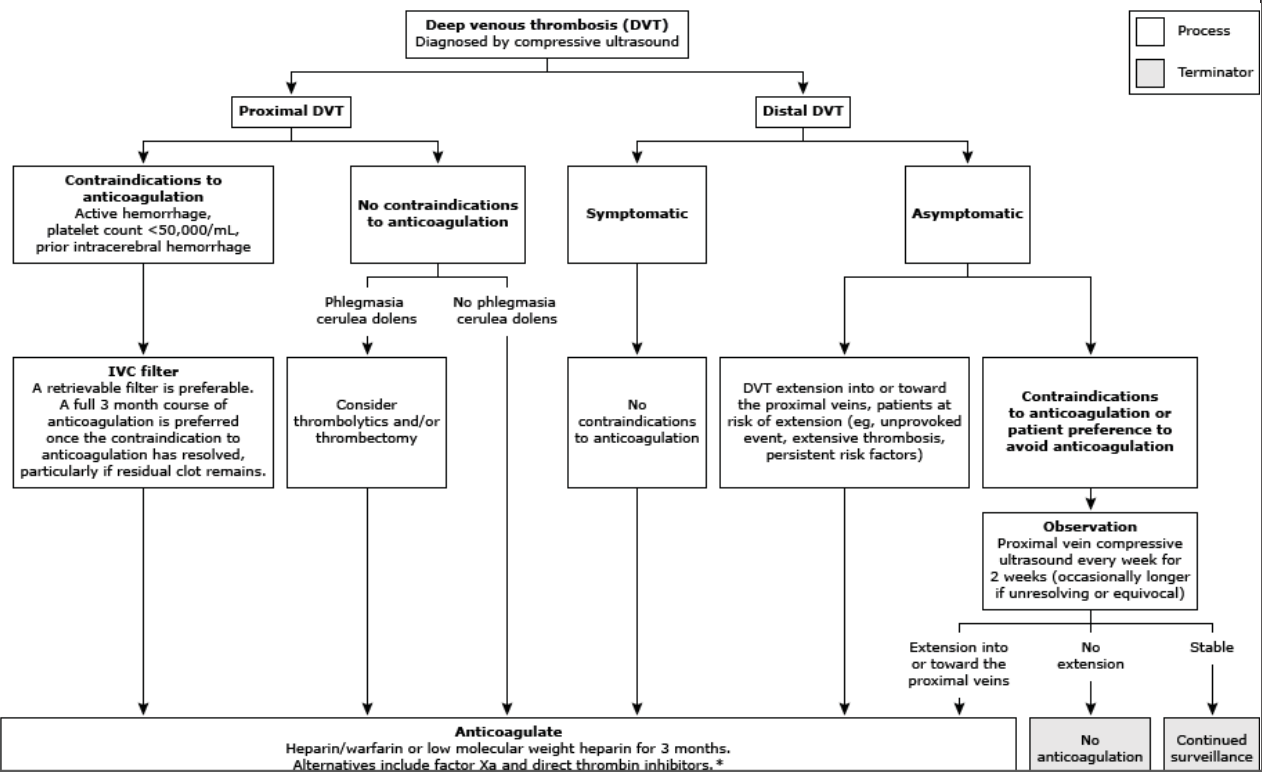 Deep venous thrombosis (DVT)
Diagnosed by compressive ultrasound
Process
Terminator
Proximal DVT
Distal DVT
Contraindications to
anticoagulation
Active hemorrhage,
platelet count <50,000/mL,
prior intracerebral hemorrhage
No contraindications
to anticoagulation
Symptomatic
Asymptomatic
Phlegmasia
cerulea dolens
No phlegmasia
cerulea dolens
IVC filter
A retrievable filter is preferable.
A full 3 month course of
anticoagulation is preferred
once the contraindication to
anticoagulation has resolved,
particularly if residual clot remains.
Consider
thrombolytics and/or
thrombectomy
No
contraindications
to anticoagulation
DVT extension into or toward
the proximal veins, patients at
risk of extension (eg, unprovoked
event, extensive thrombosis,
persistent risk factors)
Contraindications
to anticoagulation or
patient preference to
avoid anticoagulation
Observation
Proximal vein compressive
ultrasound every week for
2 weeks (occasionally longer
if unresolving or equivocal)
Extension into
or toward the
proximal veins
No
extension
Stable
Anticoagulate
Heparin/warfarin or low molecular weight heparin for 3 months.
Alternatives include factor Xa and direct thrombin inhibitors.*
No
anticoagulation
Continued
surveillance